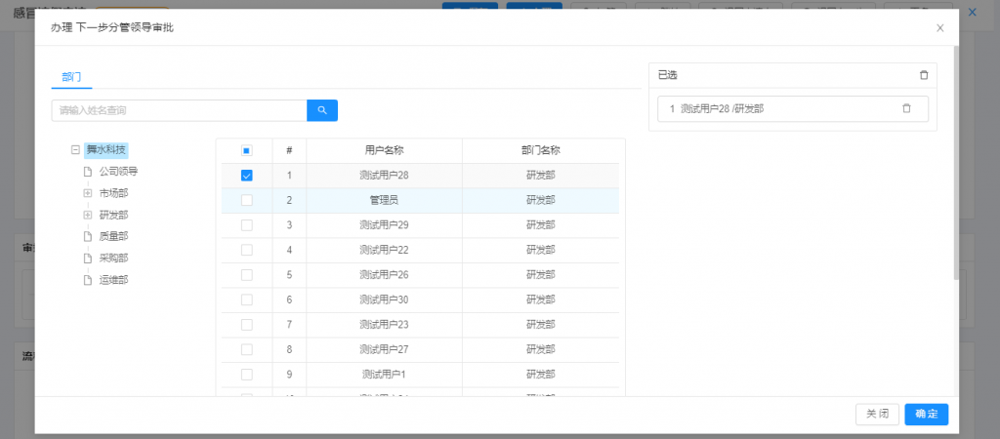 办理 下一步分管领导审批
部门
请输入姓名查询
舞水科技
公司领导
市场部
研发部
质量部
采购部
运维部
# 用户名称 部门名称
1 测试用户28 研发部
2 管理员 研发部
3 测试用户29 研发部
4 测试用户22 研发部
5 测试用户26 研发部
6 测试用户30 研发部
7 测试用户23 研发部
8 测试用户27 研发部
9 测试用户1 研发部
已选
1 测试用户28 /研发部
关 闭
确 定